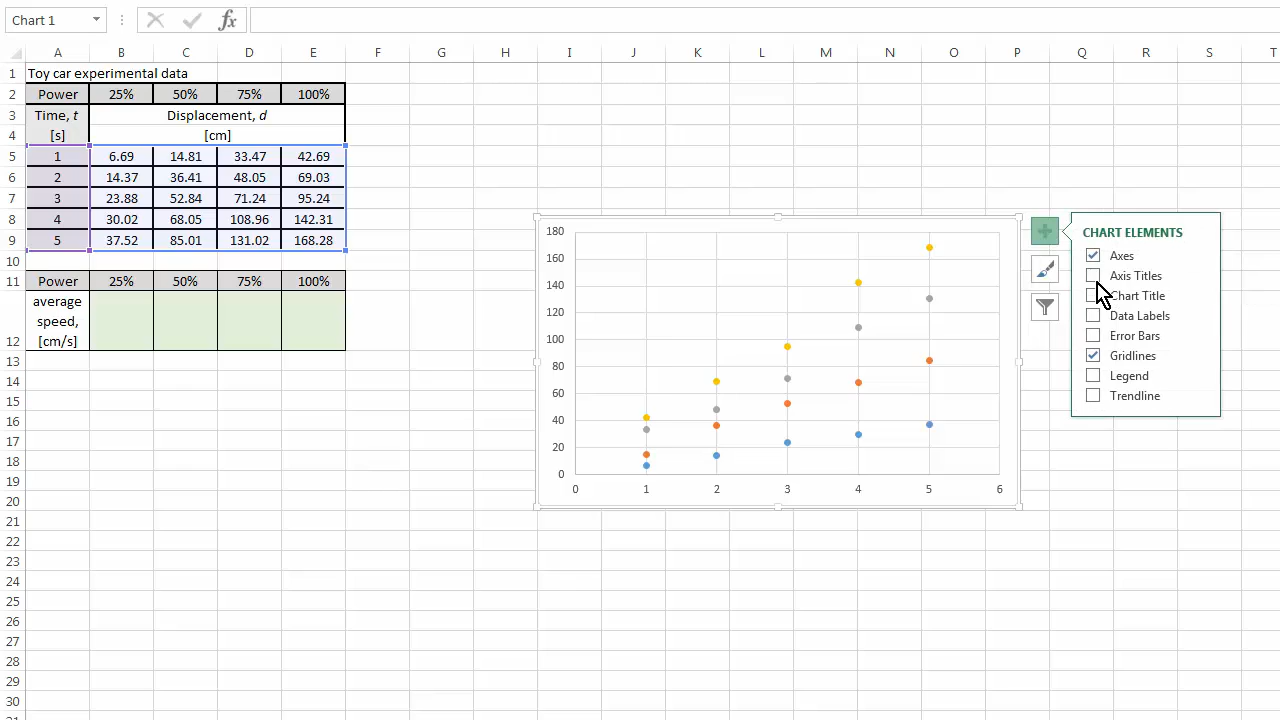 Chart 1
fx
A B C D E F G H I J K L M N O P Q R S T
1 Toy car experimental data
2 Power 25% 50% 75% 100%
3 Time, t Displacement, d
4 [s] [cm]
5 1 6.69 14.81 33.47 42.69
6 2 14.37 36.41 48.05 69.03
7 3 23.88 52.84 71.24 95.24
8 4 30.02 68.05 108.96 142.31
9 5 37.52 85.01 131.02 168.28
10
11 Power 25% 50% 75% 100%
average
speed,
12 [cm/s]
13
14
15
16
17
18
19
20
21
22
23
24
25
26
27
28
29
30
180
160
140
120
100
80
60
40
20
0
0 1 2 3 4 5 6
CHART ELEMENTS
Axes
Axis Titles
Chart Title
Data Labels
Error Bars
Gridlines
Legend
Trendline